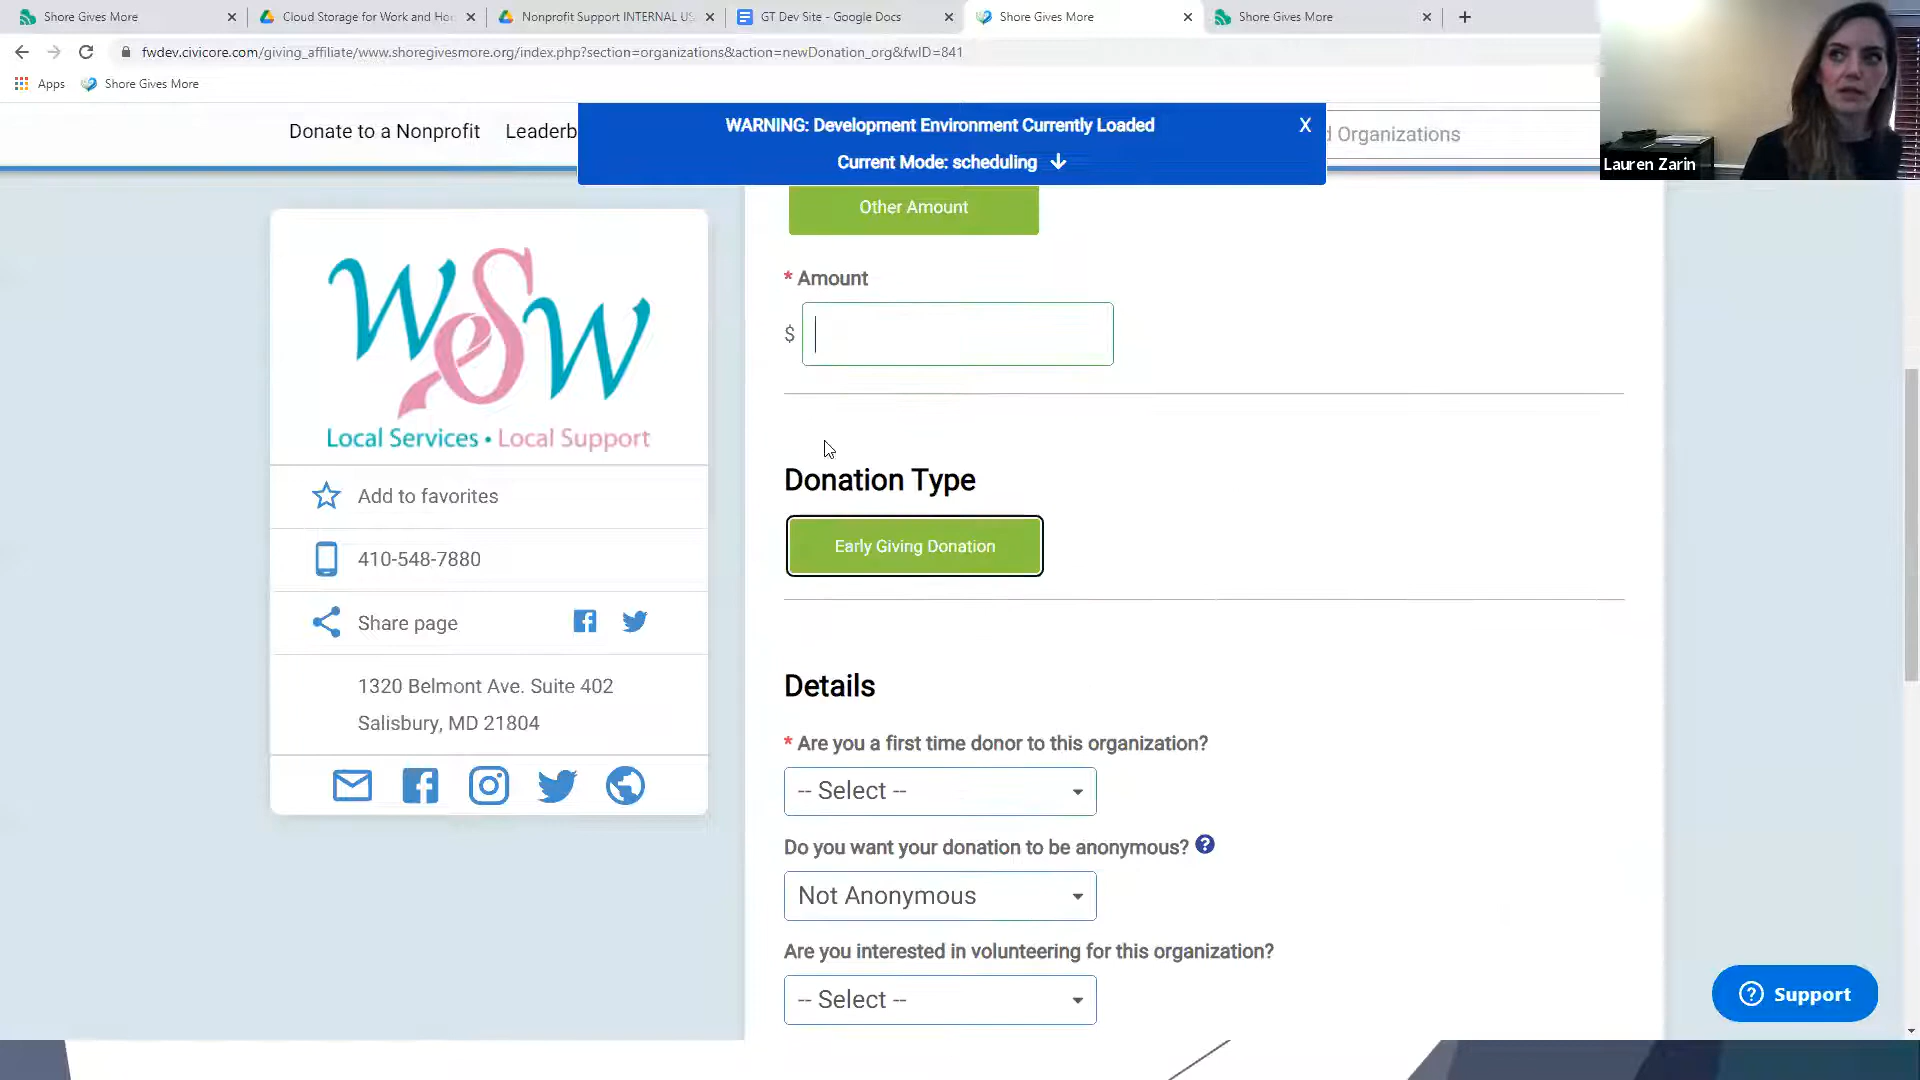 Shore Gives More
Cloud Storage for Work and Ho
Nonprofit Support INTERNAL US
GT Dev Site - Google Docs
Shore Gives More
Shore Gives More
fwdev.civicore.com/giving_affiliate/www.shoregivesmore.org/index.php?section=organizations&action=newDonation_org&fwID=841
Apps
Shore Gives More
Lauren Zarin
Donate to a Nonprofit
Leaderb
WARNING: Development Environment Currently Loaded
X
Current Mode: scheduling
d Organizations
WeSW
Local Services • Local Support
Add to favorites
410-548-7880
Share page
1320 Belmont Ave. Suite 402
Salisbury, MD 21804
Other Amount
* Amount
$
Donation Type
Early Giving Donation
Details
* Are you a first time donor to this organization?
-- Select --
Do you want your donation to be anonymous?
Not Anonymous
Are you interested in volunteering for this organization?
-- Select --
Support